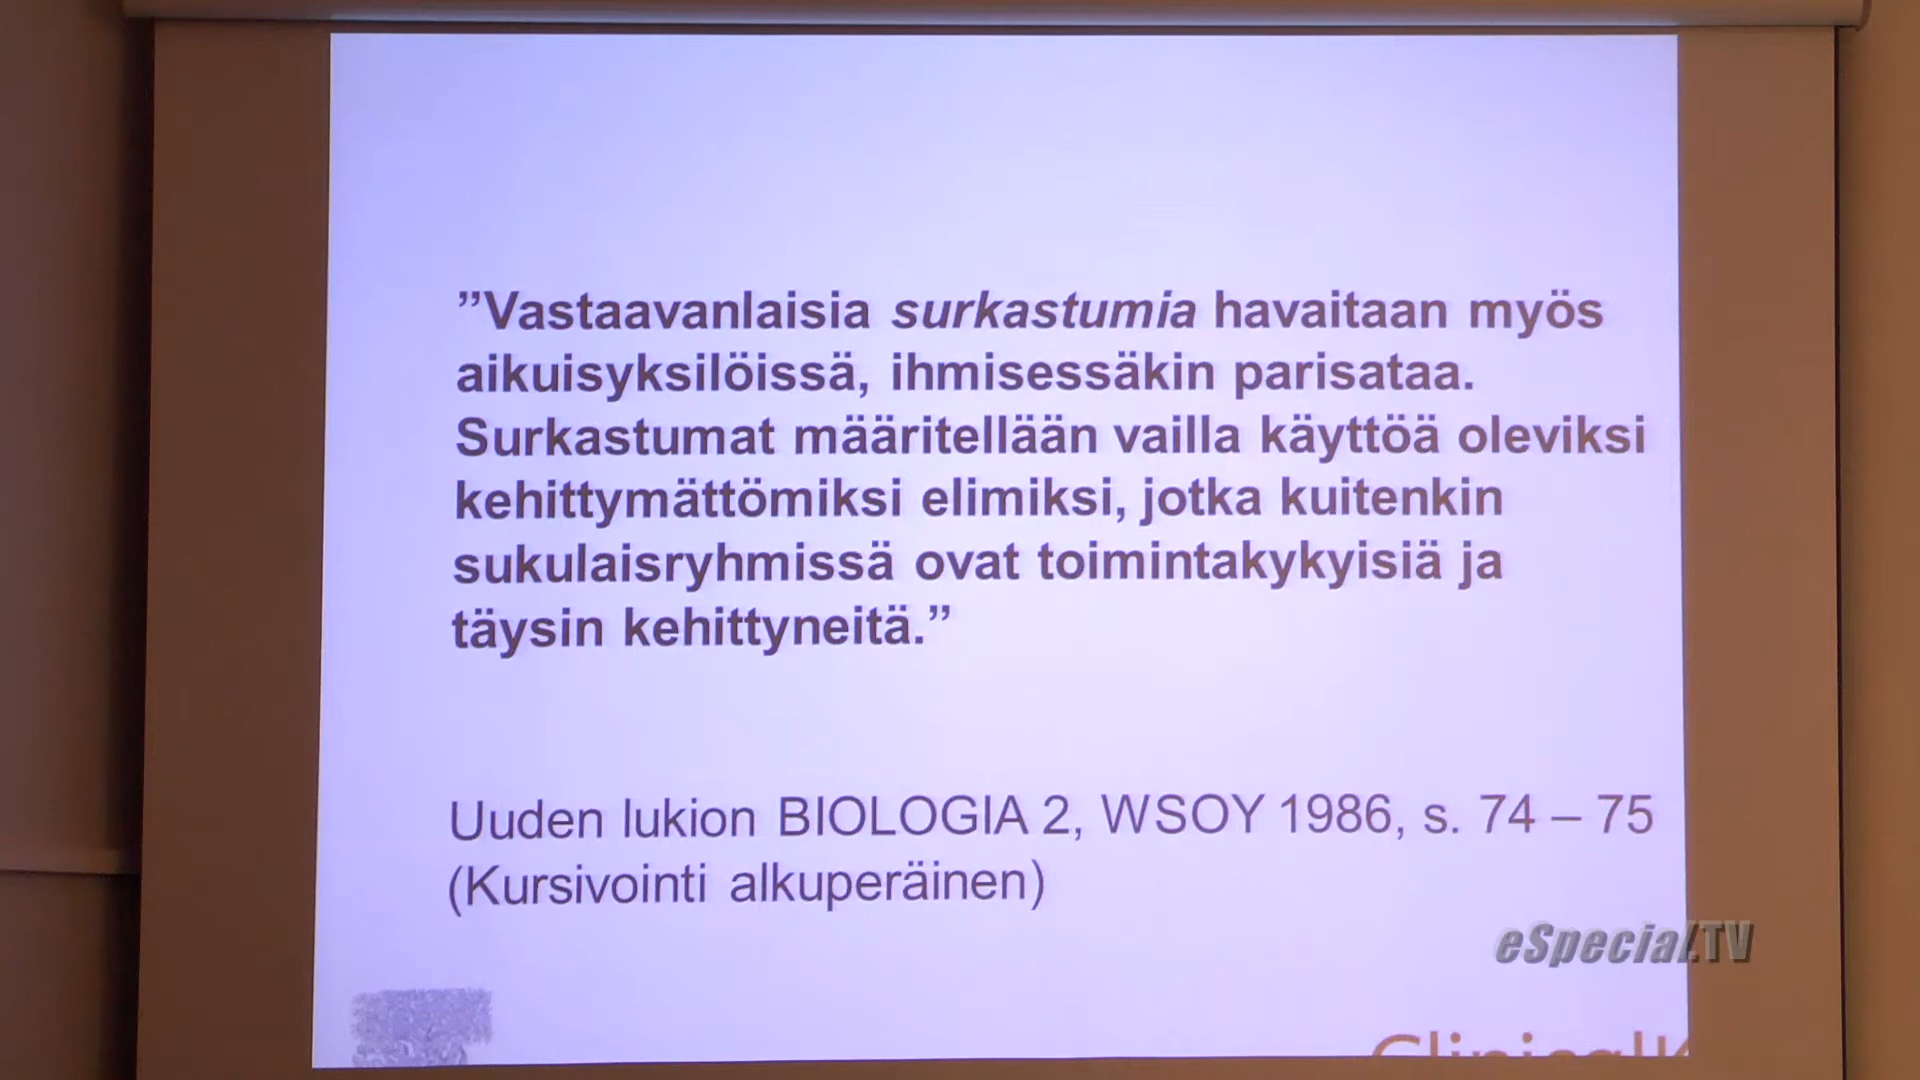 ”Vastaavanlaisia surkastumia havaitaan myös
aikuisyksilöissä, ihmisessäkin parisataa.
Surkastumat määritellään vailla käyttöä oleviksi
kehittymättömiksi elimiksi, jotka kuitenkin
sukulaisryhmissä ovat toimintakykyisiä ja
täysin kehittyneitä.”
Uuden lukion BIOLOGIA 2, WSOY 1986, s. 74 – 75
(Kursivointi alkuperäinen)
eSpecial.TV